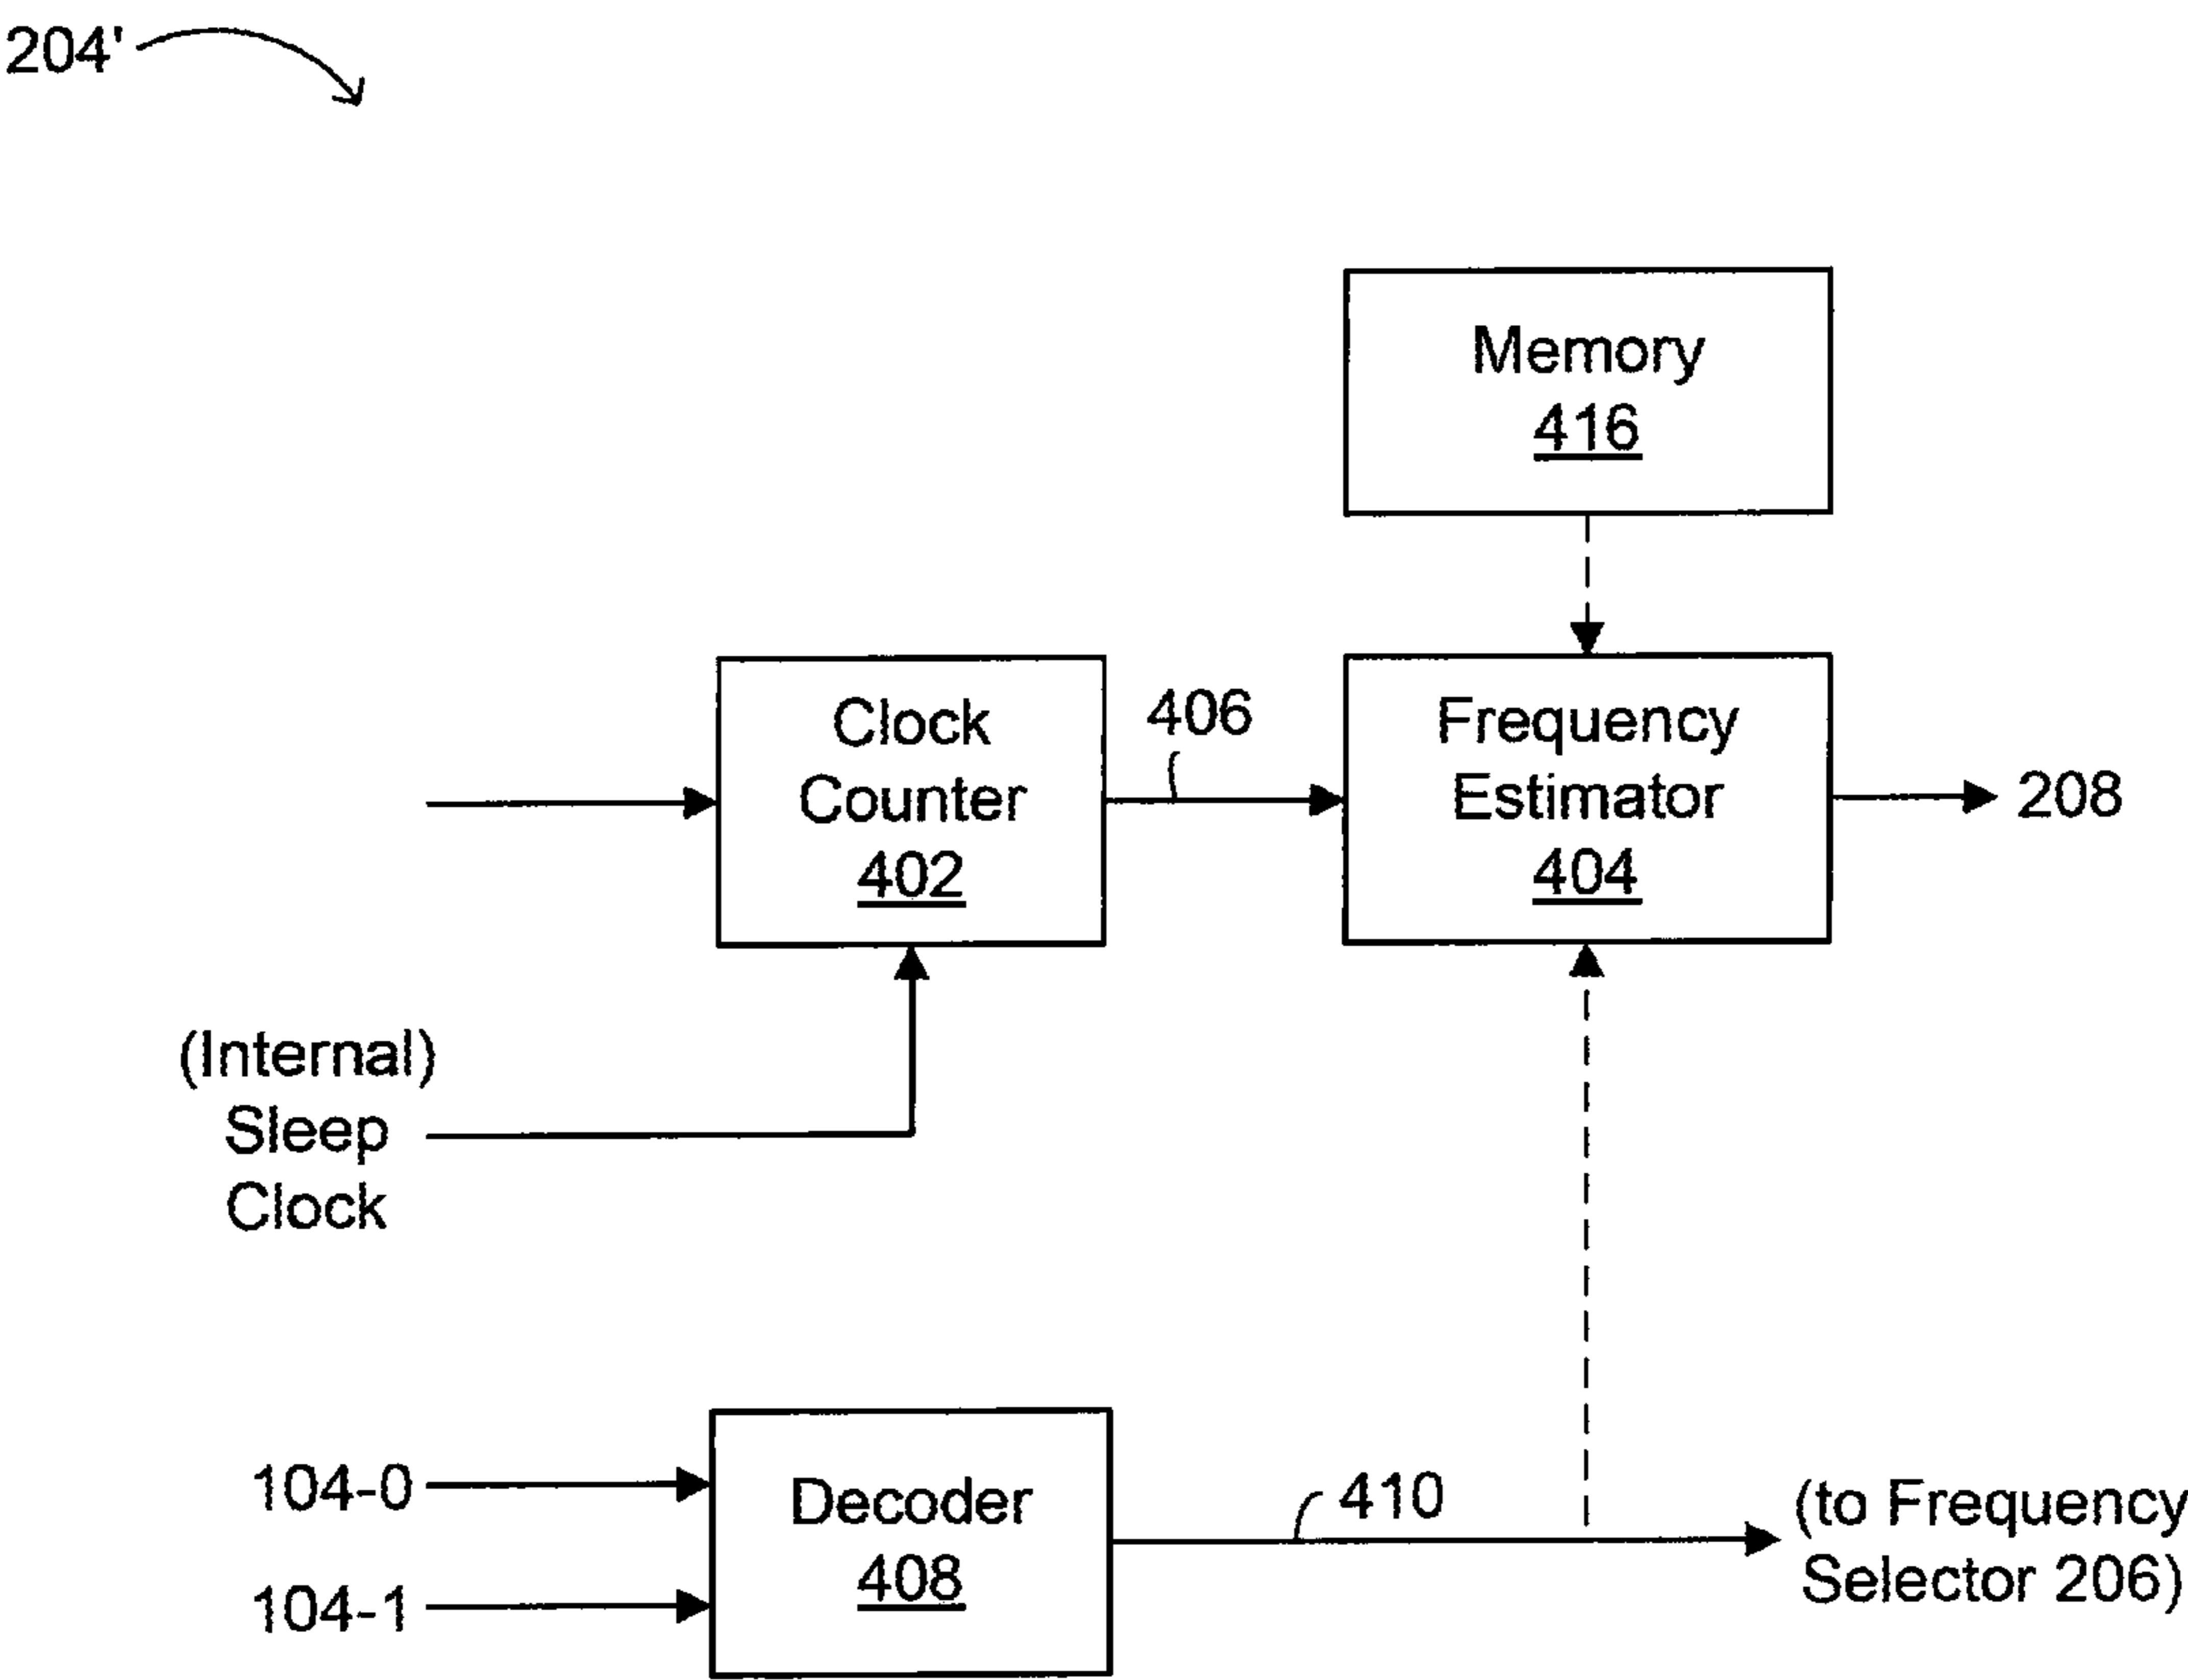 204'
Memory
416
Clock
Counter
402
406
Frequency
Estimator
404
208
(Internal)
Sleep
Clock
104-0
104-1
Decoder
408
410
(to Frequency
Selector 206)